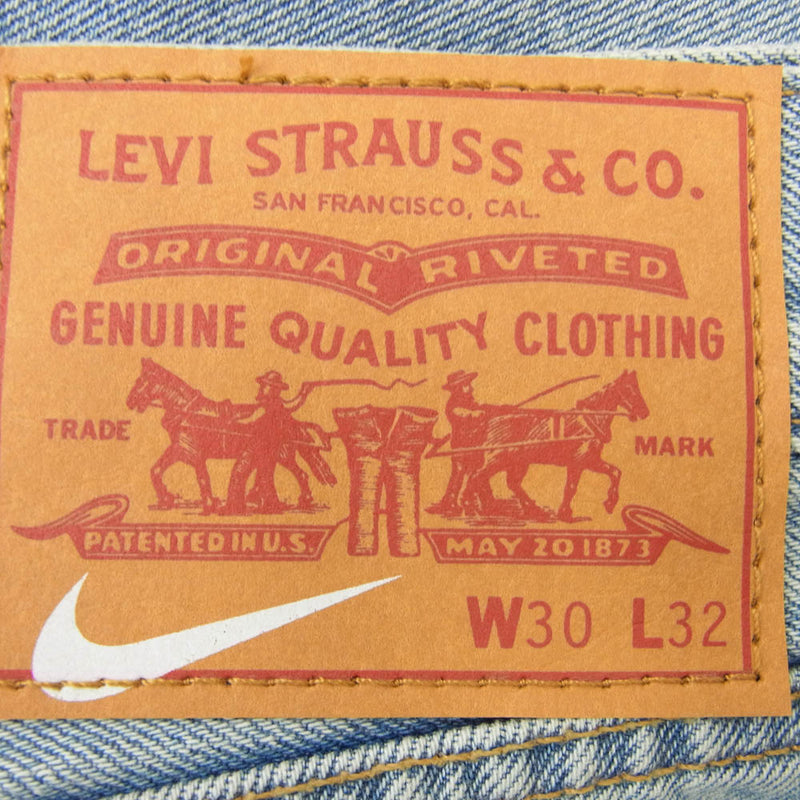 LEVI STRAUSS & CO.
SAN FRANCISCO, CAL.
ORIGINAL RIVETED
GENUINE QUALITY CLOTHING
TRADE MARK
PATENTED IN U.S. MAY 20 1873
W30 L32